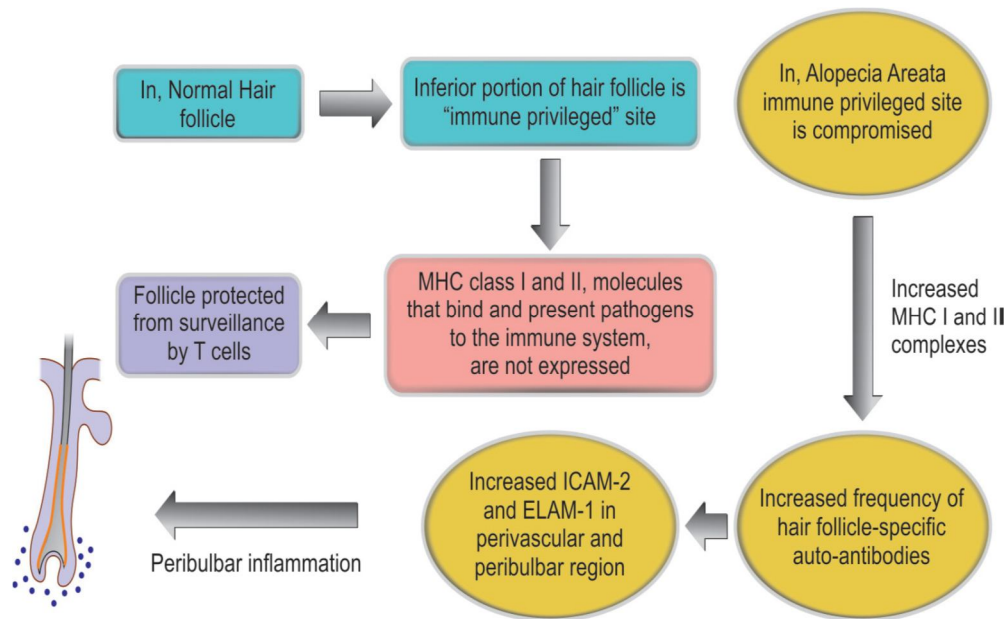 In, Normal Hair
follicle
Inferior portion of hair follicle is
“immune privileged” site
In, Alopecia Areata
immune privileged site
is compromised
Follicle protected
from surveillance
by T cells
MHC class I and II, molecules
that bind and present pathogens
to the immune system,
are not expressed
Increased
MHC I and II
complexes
Increased ICAM-2
and ELAM-1 in
perivascular and
peribulbar region
Increased frequency of
hair follicle-specific
auto-antibodies
Peribulbar inflammation